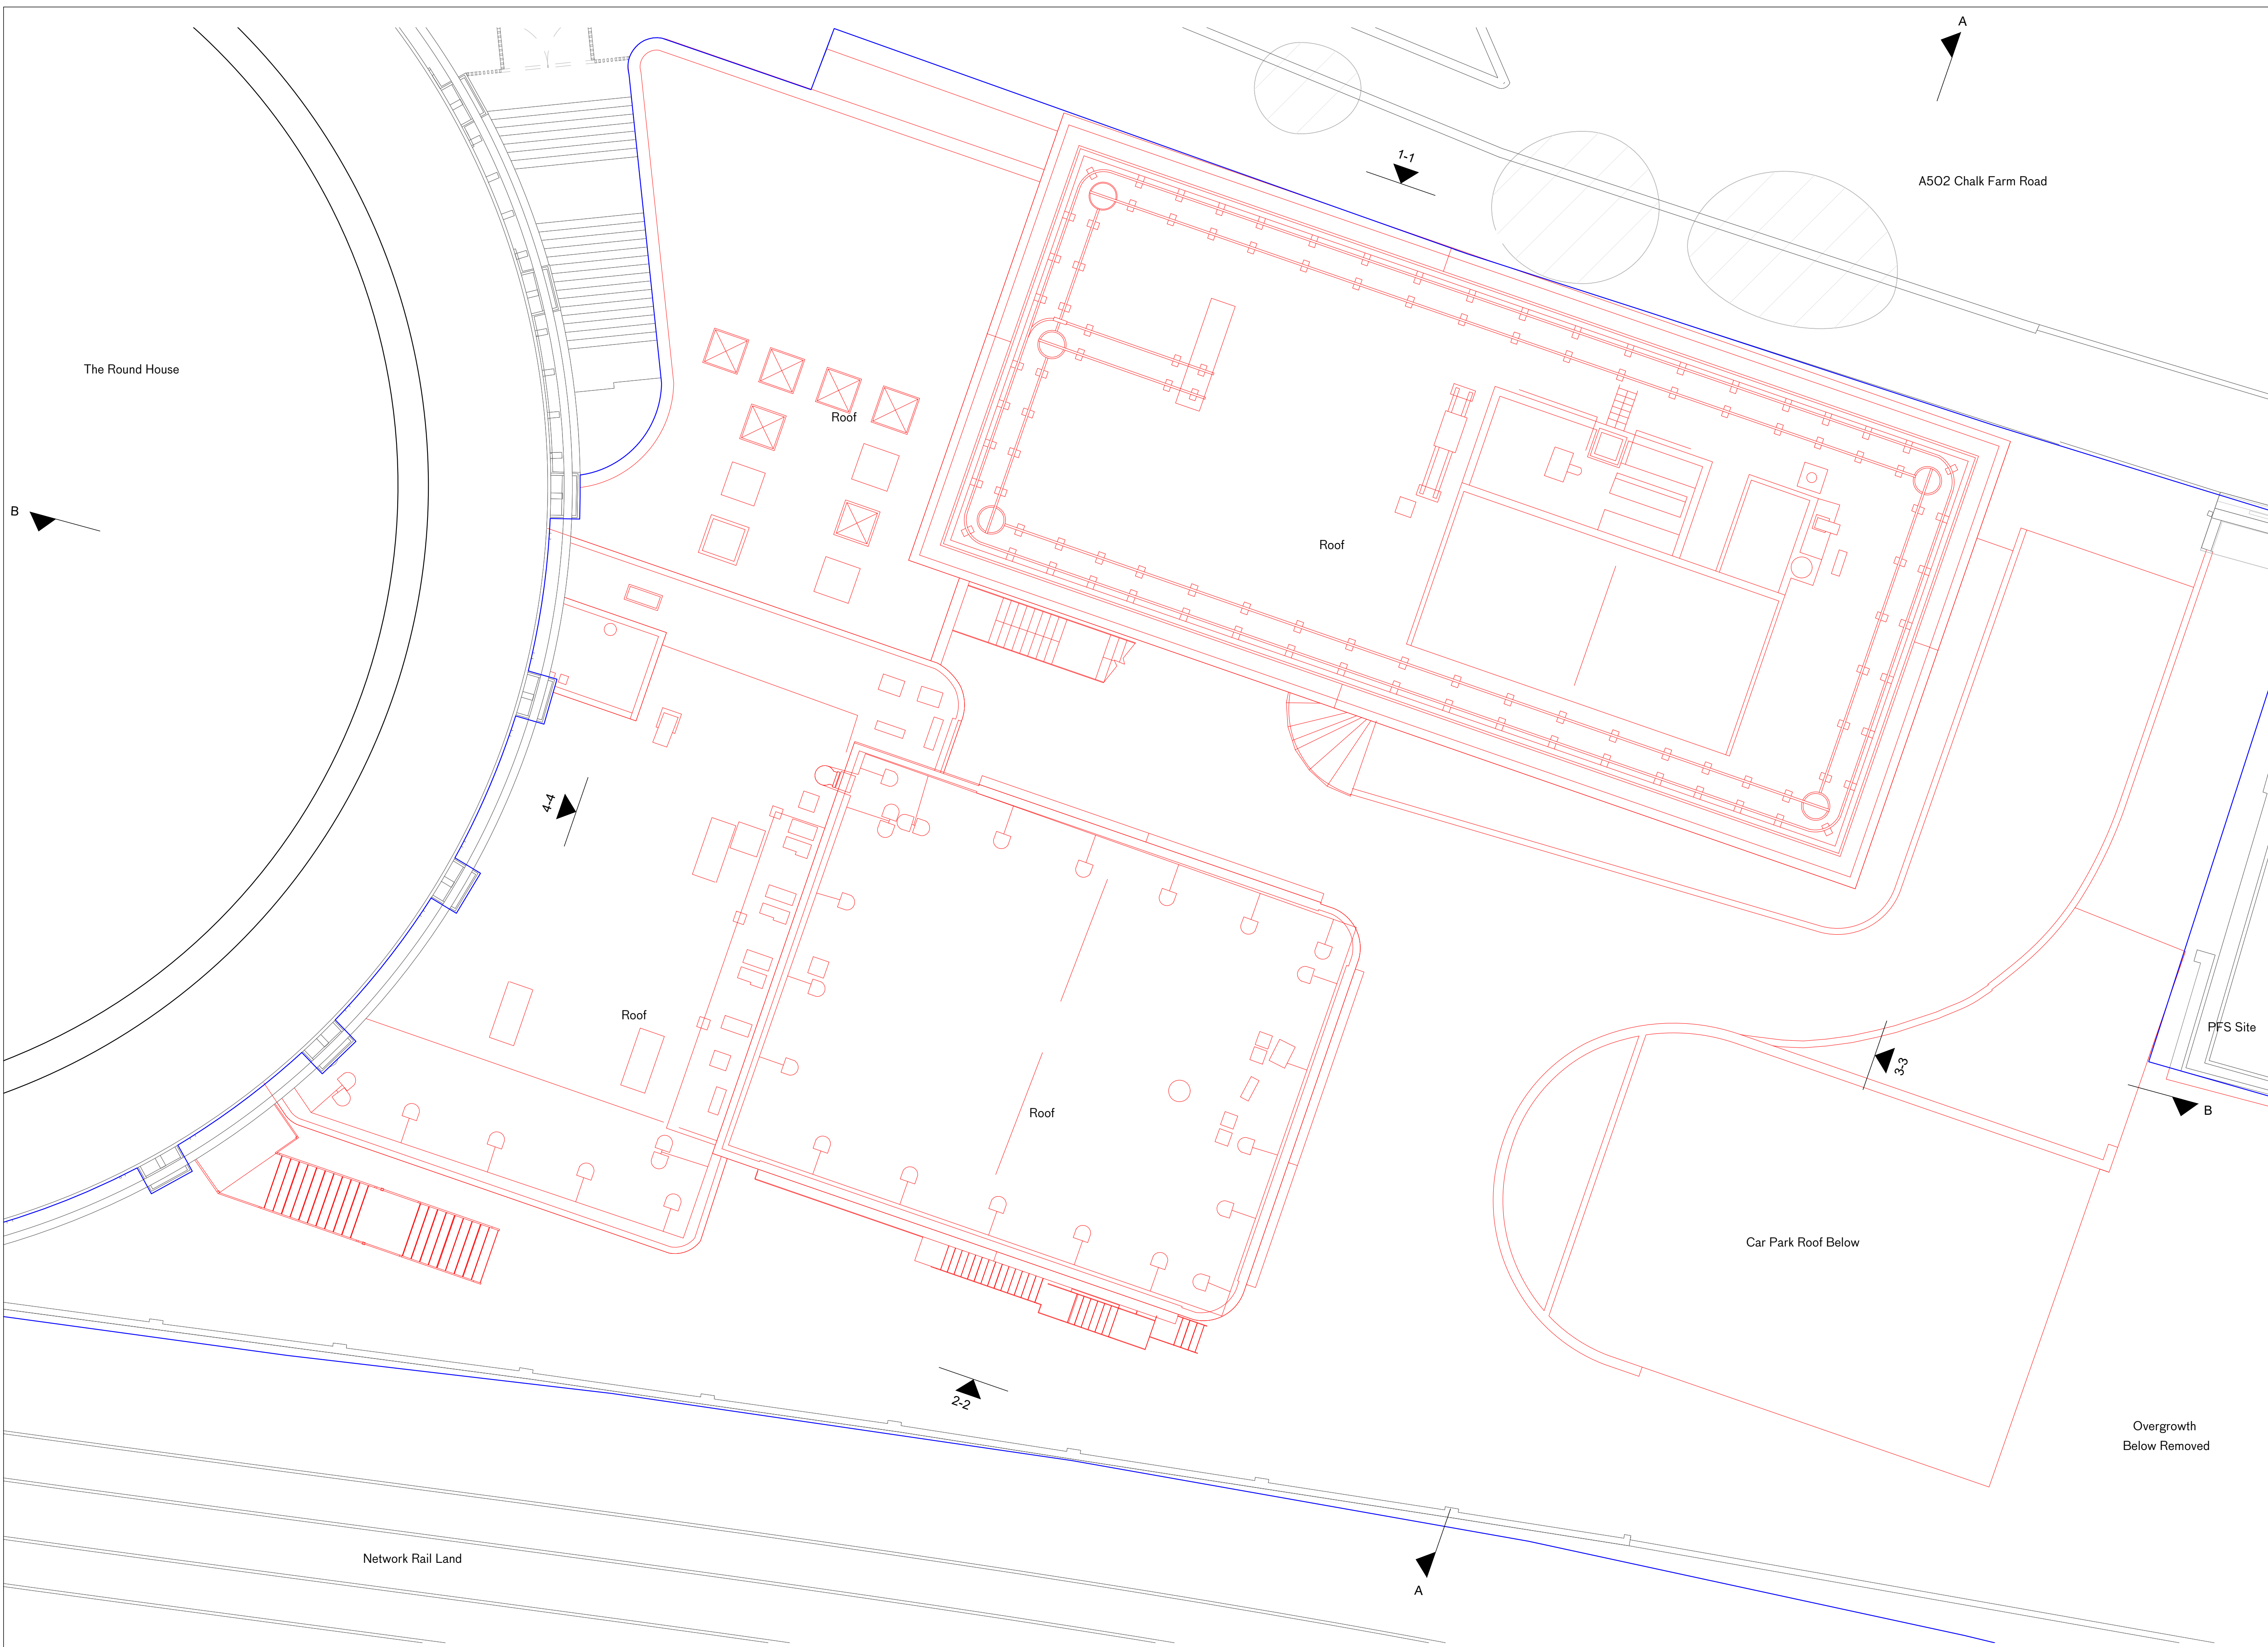 A
1-1
A502 Chalk Farm Road
The Round House
Roof
B
Roof
4-4
Roof
PFS Site
3-3
B
Roof
Car Park Roof Below
2-2
Overgrowth
Below Removed
Network Rail Land
A